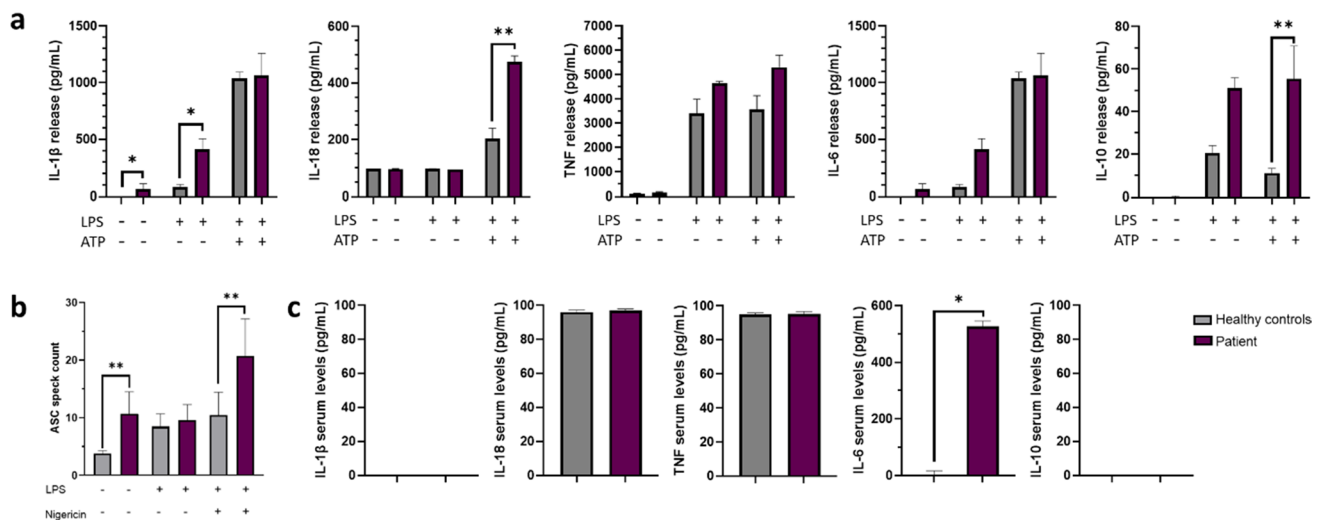 a
IL-1β release (pg/mL)
1500
1000
500
0
*
*
LPS - - + + + +
ATP - - - - + +
IL-18 release (pg/mL)
600
400
200
0
**
- - + + + +
- - - - + +
TNF release (pg/mL)
7000
6000
5000
4000
3000
2000
1000
0
LPS - - + + + +
ATP - - - - + +
IL-6 release (pg/mL)
1500
1000
500
0
LPS - - + + + +
ATP - - - - + +
IL-10 release (pg/mL)
80
60
40
20
0
**
LPS - - + + + +
ATP - - - - + +
b
ASC speck count
30
20
10
0
**
**
LPS - - + + + +
Nigericin - - - - + +
c
IL-1β serum levels (pg/mL)
100
80
60
40
20
0
IL-18 serum levels (pg/mL)
100
80
60
40
20
0
TNF serum levels (pg/mL)
100
80
60
40
20
0
IL-6 serum levels (pg/mL)
600
400
200
0
*
IL-10 serum levels (pg/mL)
100
80
60
40
20
0
Healthy controls
Patient